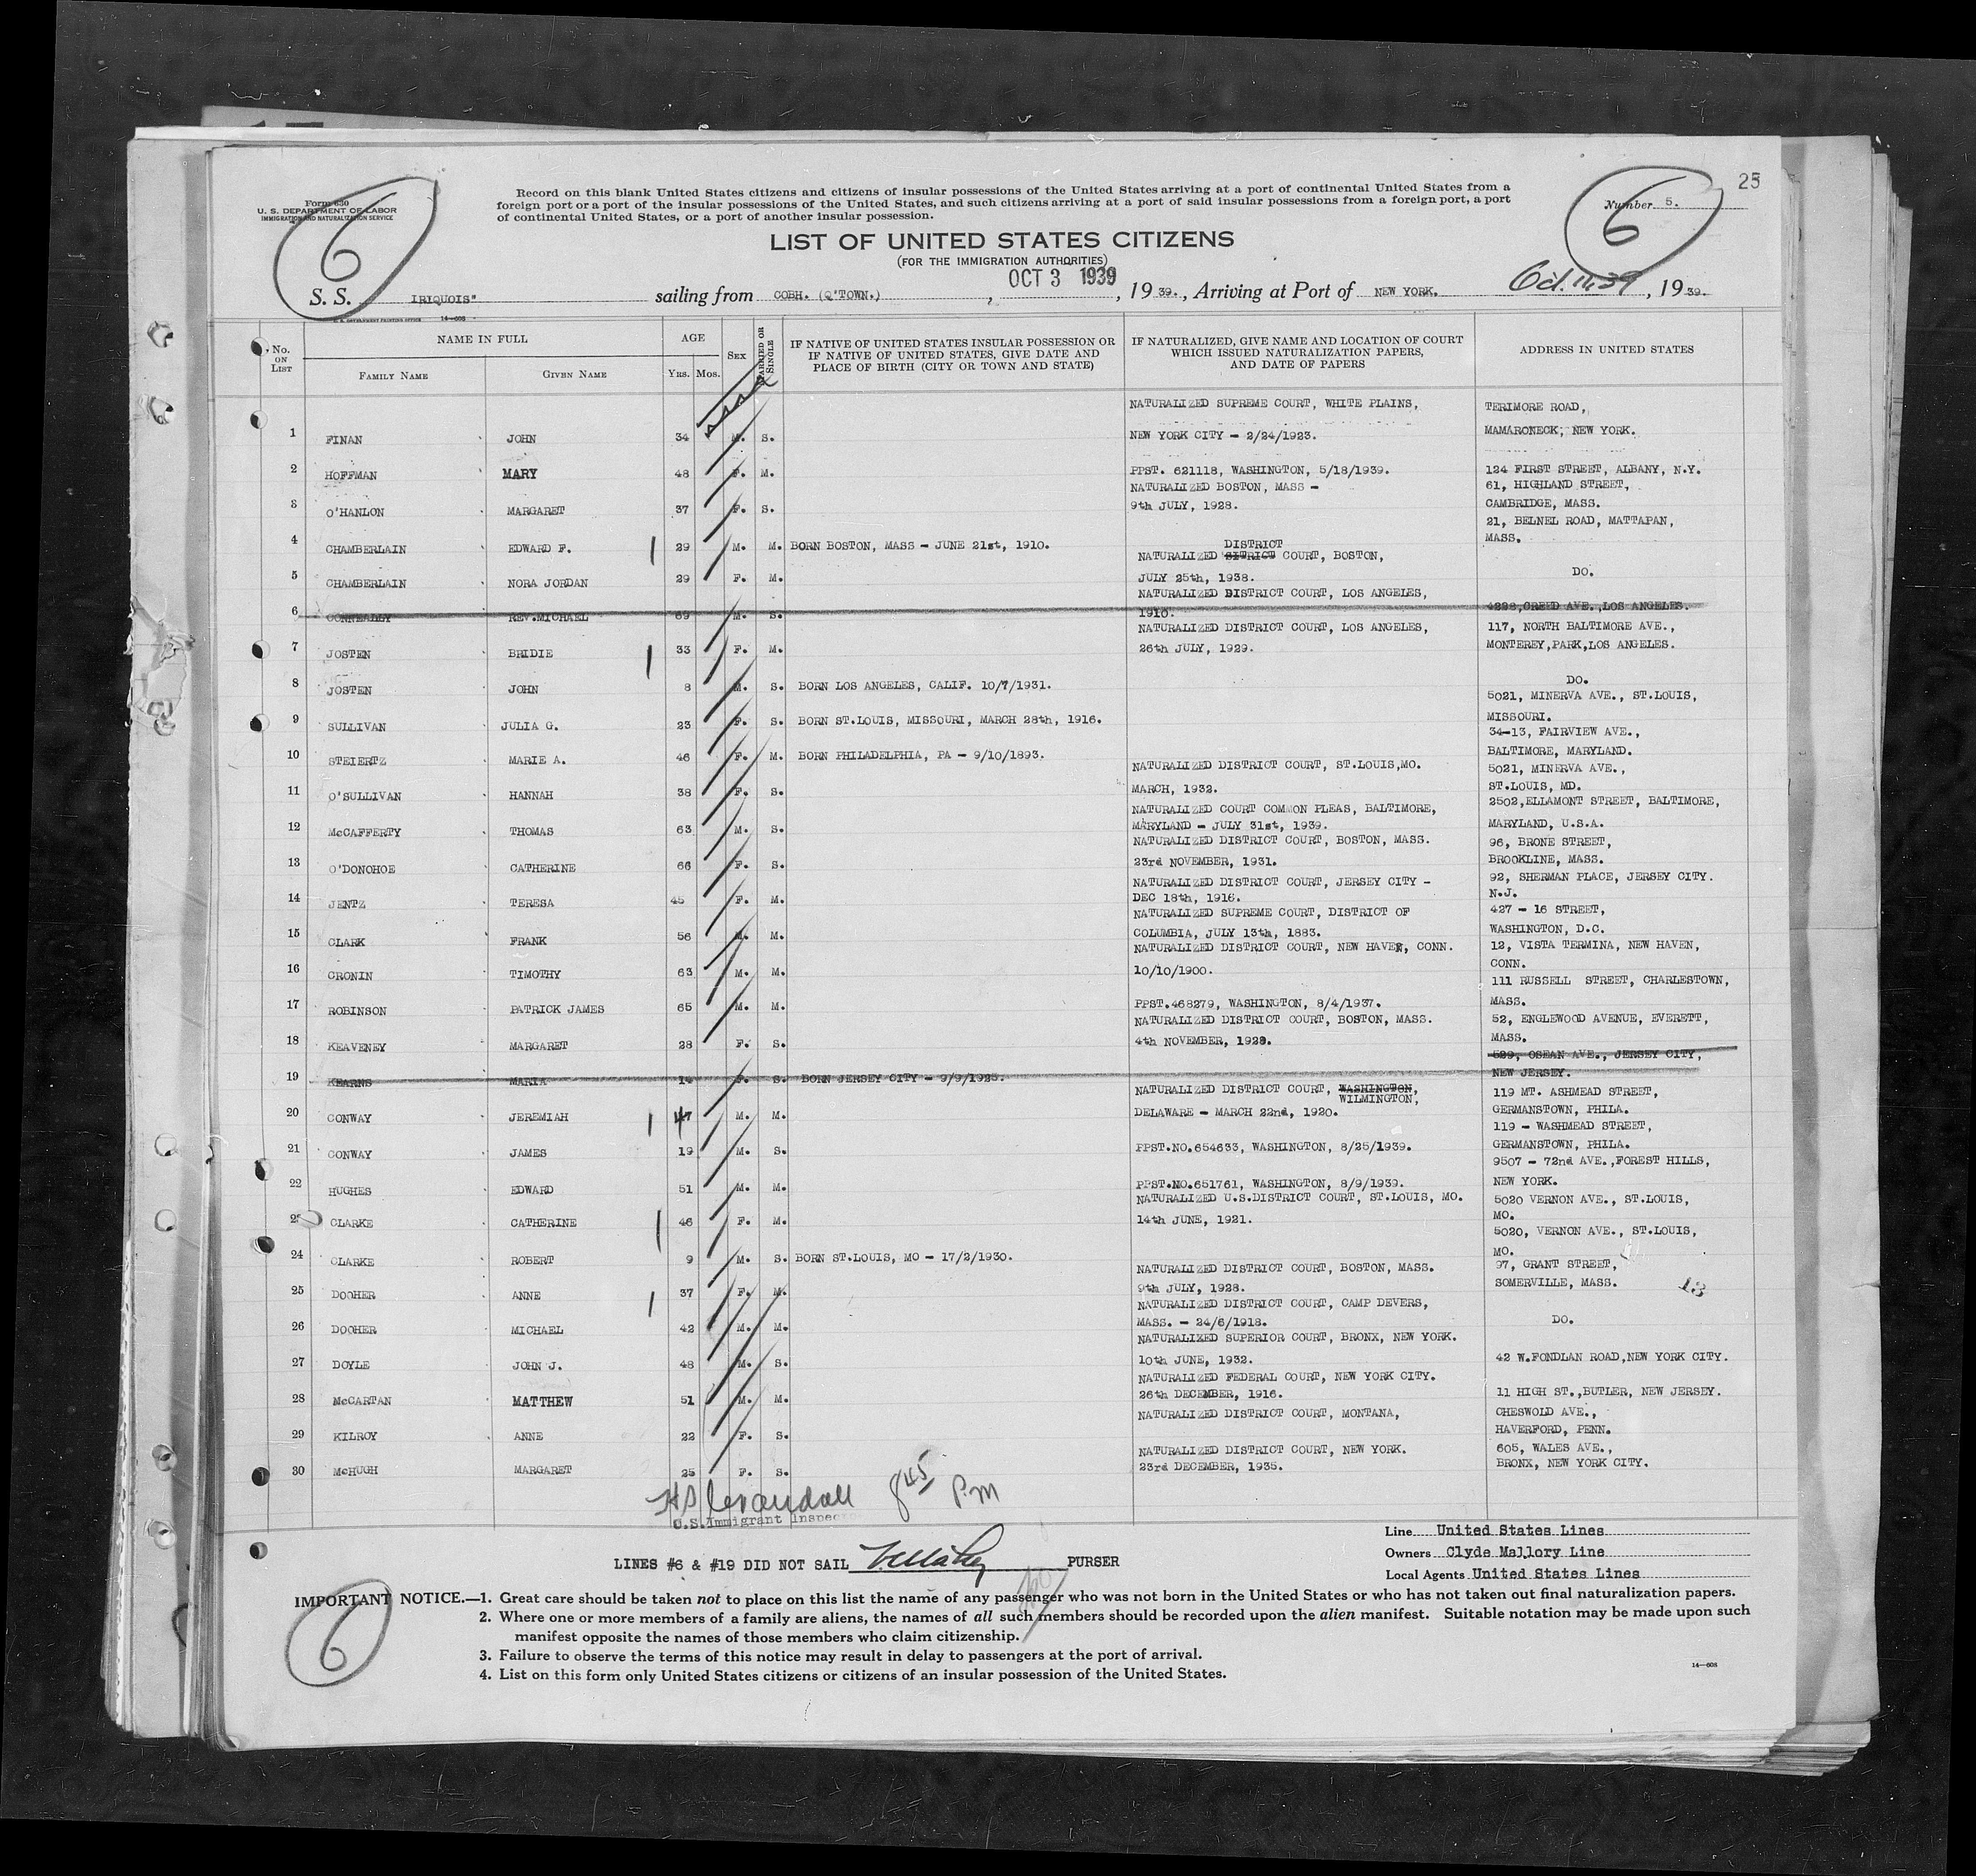 25
Form 630
U. S. DEPARTMENT OF LABOR
IMMIGRATION AND NATURALIZATION SERVICE
6
Record on this blank United States citizens and citizens of insular possessions of the United States arriving at a port of continental United States from a
foreign port or a port of the insular possessions of the United States, and such citizens arriving at a port of said insular possessions from a foreign port, a port
of continental United States, or a port of another insular possession.
Number 5.
6
LIST OF UNITED STATES CITIZENS
(FOR THE IMMIGRATION AUTHORITIES)
S. S. IRIQUOIS" sailing from COBH. (Q'TOWN.), OCT 3 1939, 19 39., Arriving at Port of NEW YORK. Oct. 11, 39, 19 39.
U. S. GOVERNMENT PRINTING OFFICE 14—608
No. ON LIST
NAME IN FULL
FAMILY NAME GIVEN NAME
AGE
YRS. MOS.
SEX
MARRIED OR SINGLE
IF NATIVE OF UNITED STATES INSULAR POSSESSION OR
IF NATIVE OF UNITED STATES, GIVE DATE AND
PLACE OF BIRTH (CITY OR TOWN AND STATE)
IF NATURALIZED, GIVE NAME AND LOCATION OF COURT
WHICH ISSUED NATURALIZATION PAPERS,
AND DATE OF PAPERS
ADDRESS IN UNITED STATES
NATURALIZED SUPREME COURT, WHITE PLAINS, TERIMORE ROAD,
1 FINAN JOHN 34 M. S. NEW YORK CITY - 2/24/1923. MAMARONECK, NEW YORK.
2 HOFFMAN MARY 48 F. M. PPST. 621118, WASHINGTON, 5/18/1939. 124 FIRST STREET, ALBANY, N.Y.
NATURALIZED BOSTON, MASS - 61, HIGHLAND STREET,
3 O'HANLON MARGARET 37 F. S. 9th JULY, 1928. CAMBRIDGE, MASS.
21, BELNEL ROAD, MATTAPAN,
4 CHAMBERLAIN EDWARD F. 29 M. M. BORN BOSTON, MASS - JUNE 21st, 1910. MASS.
DISTRICT
NATURALIZED SITRICT COURT, BOSTON,
5 CHAMBERLAIN NORA JORDAN 29 F. M. JULY 25th, 1938. DO.
NATURALIZED DISTRICT COURT, LOS ANGELES,
6 CONNEALLY REV.MICHAEL 69 M. S. 1910. 4228,CREED AVE.,LOS ANGELES.
NATURALIZED DISTRICT COURT, LOS ANGELES, 117, NORTH BALTIMORE AVE.,
7 JOSTEN BRIDIE 33 F. M. 26th JULY, 1929. MONTEREY,PARK,LOS ANGELES.
8 JOSTEN JOHN 8 M. S. BORN LOS ANGELES, CALIF. 10/7/1931. DO.
5021, MINERVA AVE., ST.LOUIS,
9 SULLIVAN JULIA G. 23 F. S. BORN ST.LOUIS, MISSOURI, MARCH 28th, 1916. MISSOURI.
34-13, FAIRVIEW AVE.,
10 STEIERTZ MARIE A. 46 F. M. BORN PHILADELPHIA, PA - 9/10/1893. BALTIMORE, MARYLAND.
NATURALIZED DISTRICT COURT, ST.LOUIS,MO. 5021, MINERVA AVE.,
11 O'SULLIVAN HANNAH 38 F. S. MARCH, 1932. ST.LOUIS, MD.
NATURALIZED COURT COMMON PLEAS, BALTIMORE, 2502,ELLAMONT STREET, BALTIMORE,
12 McCAFFERTY THOMAS 63 M. S. MARYLAND - JULY 31st, 1939. MARYLAND, U.S.A.
NATURALIZED DISTRICT COURT, BOSTON, MASS. 96, BRONE STREET,
13 O'DONOHOE CATHERINE 66 F. S. 23rd NOVEMBER, 1931. BROOKLINE, MASS.
NATURALIZED DISTRICT COURT, JERSEY CITY - 92, SHERMAN PLACE, JERSEY CITY.
14 JENTZ TERESA 45 F. M. DEC 18th, 1916. N.J.
NATURALIZED SUPREME COURT, DISTRICT OF 427 - 16 STREET,
15 CLARK FRANK 56 M. M. COLUMBIA, JULY 13th, 1883. WASHINGTON, D.C.
NATURALIZED DISTRICT COURT, NEW HAVEN, CONN. 12, VISTA TERMINA, NEW HAVEN,
16 CRONIN TIMOTHY 63 M. M. 10/10/1900. CONN.
111 RUSSELL STREET, CHARLESTOWN,
17 ROBINSON PATRICK JAMES 65 M. M. PPST.468279, WASHINGTON, 8/4/1937. MASS.
NATURALIZED DISTRICT COURT, BOSTON, MASS. 52, ENGLEWOOD AVENUE, EVERETT,
18 KEAVENEY MARGARET 28 F. S. 4th NOVEMBER, 1929. MASS.
529, OSEAN AVE., JERSEY CITY,
19 KEARNS MARIA 14 F. S. BORN JERSEY CITY - 9/9/1925. NEW JERSEY.
NATURALIZED DISTRICT COURT, WASHINGTON, 119 MT. ASHMEAD STREET,
WILMINGTON,
20 CONWAY JEREMIAH 47 M. M. DELAWARE - MARCH 22nd, 1920. GERMANSTOWN, PHILA.
119 - WASHMEAD STREET,
21 CONWAY JAMES 19 M. S. PPST.NO.654633, WASHINGTON, 8/25/1939. GERMANSTOWN, PHILA.
9507 - 72nd AVE.,FOREST HILLS,
22 HUGHES EDWARD 51 M. M. PPST.NO.651761, WASHINGTON, 8/9/1939. NEW YORK.
NATURALIZED U.S.DISTRICT COURT, ST.LOUIS, MO. 5020 VERNON AVE., ST.LOUIS,
23 CLARKE CATHERINE 46 F. M. 14th JUNE, 1921. MO.
5020, VERNON AVE., ST.LOUIS,
24 CLARKE ROBERT 9 M. S. BORN ST.LOUIS, MO - 17/2/1930. MO.
NATURALIZED DISTRICT COURT, BOSTON, MASS. 97, GRANT STREET,
25 DOOHER ANNE 37 F. M. 9th JULY, 1928. SOMERVILLE, MASS. 13
NATURALIZED DISTRICT COURT, CAMP DEVERS,
26 DOOHER MICHAEL 42 M. M. MASS. - 24/6/1918. DO.
NATURALIZED SUPERIOR COURT, BRONX, NEW YORK.
27 DOYLE JOHN J. 48 M. S. 10th JUNE, 1932. 42 W.FONDLAN ROAD,NEW YORK CITY.
NATURALIZED FEDERAL COURT, NEW YORK CITY.
28 McCARTAN MATTHEW 51 M. M. 26th DECEMBER, 1916. 11 HIGH ST.,BUTLER, NEW JERSEY.
NATURALIZED DISTRICT COURT, MONTANA, CHESWOLD AVE.,
29 KILROY ANNE 22 F. S. HAVERFORD, PENN.
NATURALIZED DISTRICT COURT, NEW YORK. 605, WALES AVE.,
30 McHUGH MARGARET 25 F. S. 23rd DECEMBER, 1935. BRONX, NEW YORK CITY.
HS Crandall 8 45 P.M
U.S. Immigrant Inspec
Line United States Lines
Owners Clyde Mallory Line
Local Agents United States Lines
LINES #6 & #19 DID NOT SAIL PURSER
6
IMPORTANT NOTICE.—1. Great care should be taken not to place on this list the name of any passenger who was not born in the United States or who has not taken out final naturalization papers.
2. Where one or more members of a family are aliens, the names of all such members should be recorded upon the alien manifest. Suitable notation may be made upon such
manifest opposite the names of those members who claim citizenship.
3. Failure to observe the terms of this notice may result in delay to passengers at the port of arrival.
4. List on this form only United States citizens or citizens of an insular possession of the United States.
14—608